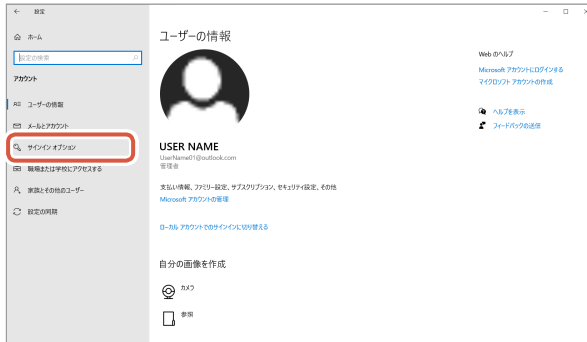 設定
ホーム
設定の検索
アカウント
ユーザーの情報
メールとアカウント
サインイン オプション
職場または学校にアクセスする
家族とその他のユーザー
設定の同期
ユーザーの情報
USER NAME
UserName01@outlook.com
管理者
支払い情報、ファミリー設定、サブスクリプション、セキュリティ設定、その他
Microsoft アカウントの管理
ローカル アカウントでのサインインに切り替える
自分の画像を作成
カメラ
参照
Web のヘルプ
Microsoft アカウントにログインする
マイクロソフト アカウントの作成
ヘルプを表示
フィードバックの送信